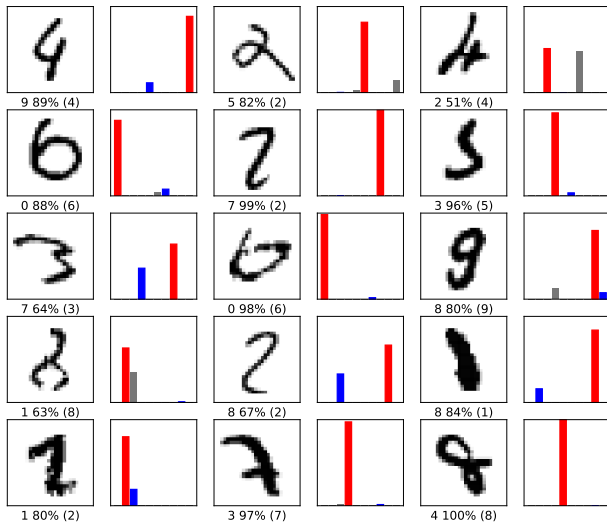 9 89% (4) 5 82% (2) 2 51% (4)
0 88% (6) 7 99% (2) 3 96% (5)
7 64% (3) 0 98% (6) 8 80% (9)
1 63% (8) 8 67% (2) 8 84% (1)
1 80% (2) 3 97% (7) 4 100% (8)